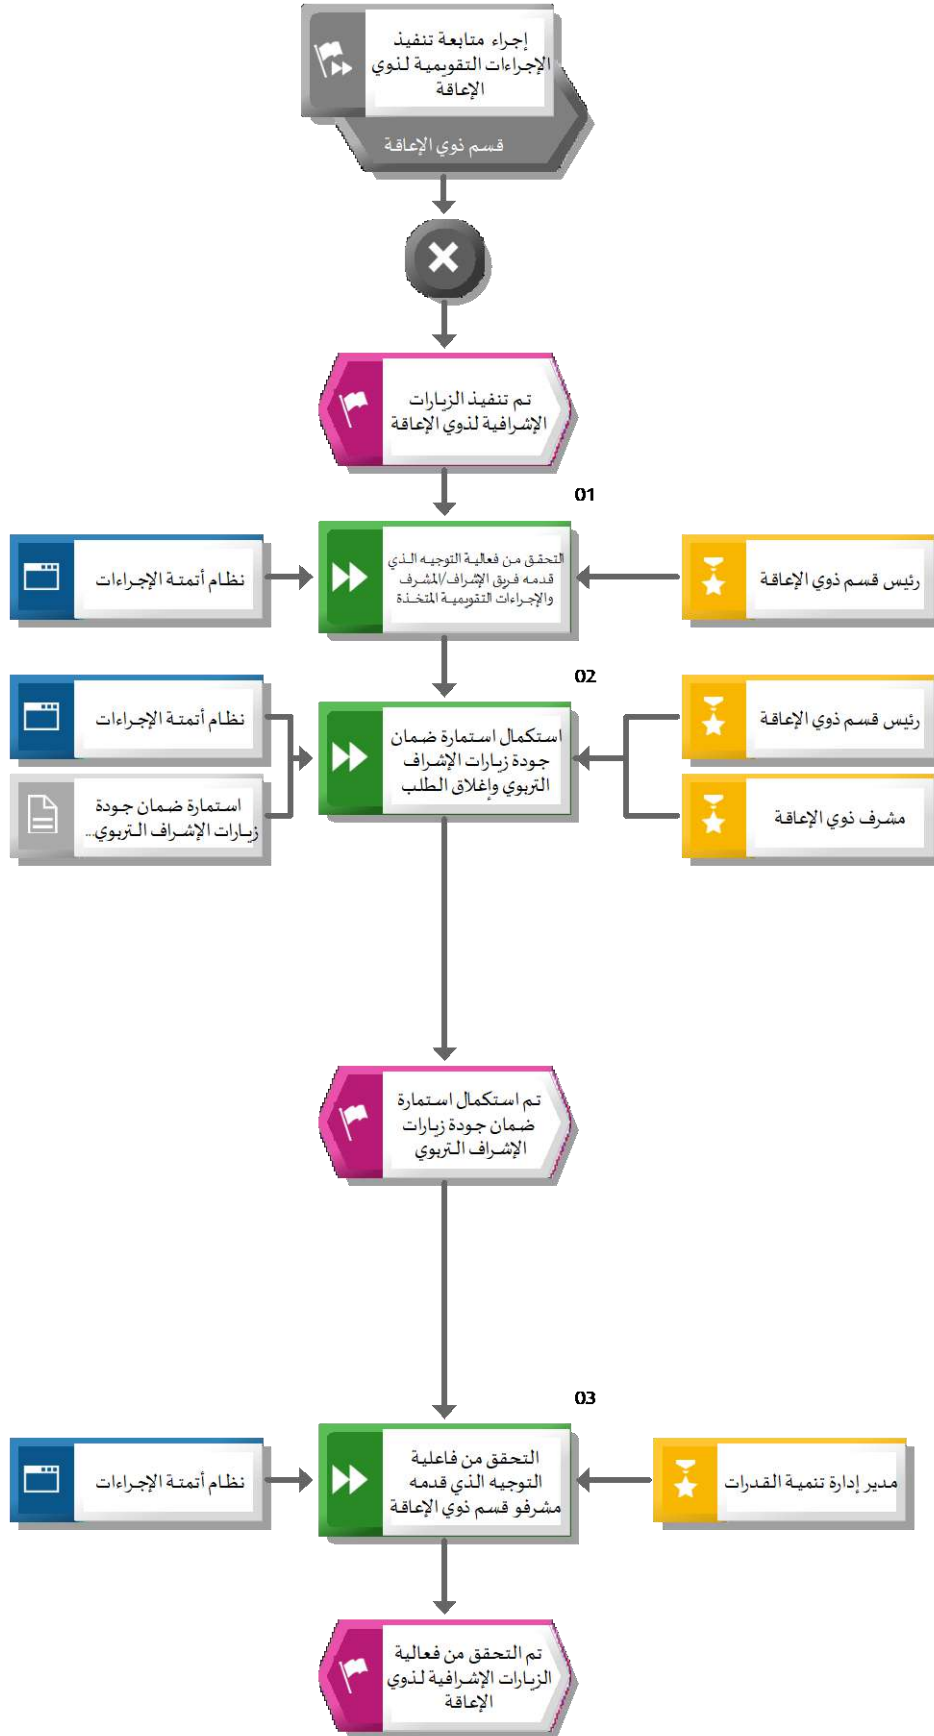 إجراء متابعة تنفيذ
الإجراءات التقويمية لذوي
الإعاقة
قسم ذوي الإعاقة
تم تنفيذ الزيارات
الإشرافية لذوي الإعاقة
01
التحقق من فعالية التوجيه الذي
قدمه فريق الإشراف/المشرف
والإجراءات التقويمية المتخذة
رئيس قسم ذوي الإعاقة
نظام أتمتة الإجراءات
02
استكمال استمارة ضمان
جودة زيارات الإشراف
التربوي وإغلاق الطلب
رئيس قسم ذوي الإعاقة
مشرف ذوي الإعاقة
نظام أتمتة الإجراءات
استمارة ضمان جودة
زيارات الإشراف التربوي...
تم استكمال استمارة
ضمان جودة زيارات
الإشراف التربوي
03
التحقق من فاعلية
التوجيه الذي قدمه
مشرفو قسم ذوي الإعاقة
مدير إدارة تنمية القدرات
نظام أتمتة الإجراءات
تم التحقق من فعالية
الزيارات الإشرافية لذوي
الإعاقة